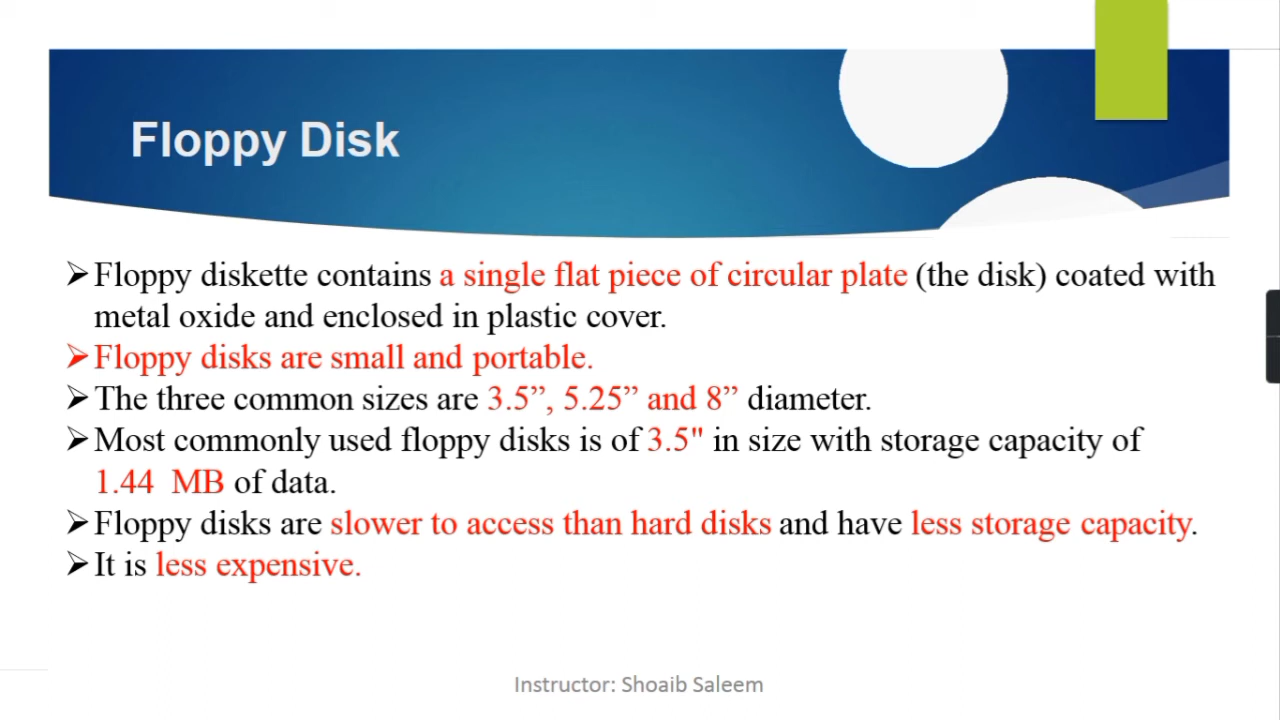 Floppy Disk
➢Floppy diskette contains a single flat piece of circular plate (the disk) coated with
metal oxide and enclosed in plastic cover.
➢Floppy disks are small and portable.
➢The three common sizes are 3.5”, 5.25” and 8” diameter.
➢Most commonly used floppy disks is of 3.5" in size with storage capacity of
1.44 MB of data.
➢Floppy disks are slower to access than hard disks and have less storage capacity.
➢It is less expensive.
Instructor: Shoaib Saleem